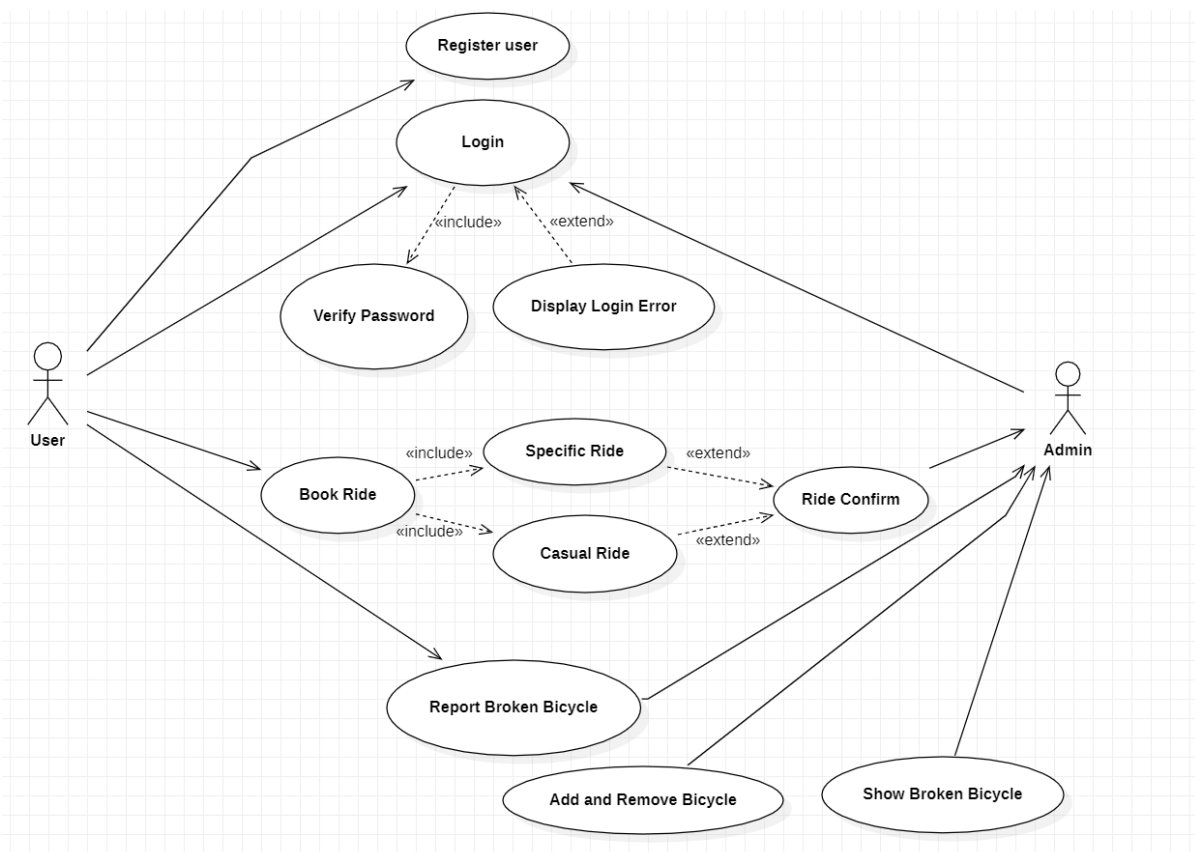 Register user
Login
«include»
«extend»
Verify Password
Display Login Error
User
Admin
«include»
Specific Ride
«extend»
Book Ride
Ride Confirm
«include»
Casual Ride
«extend»
Report Broken Bicycle
Add and Remove Bicycle
Show Broken Bicycle